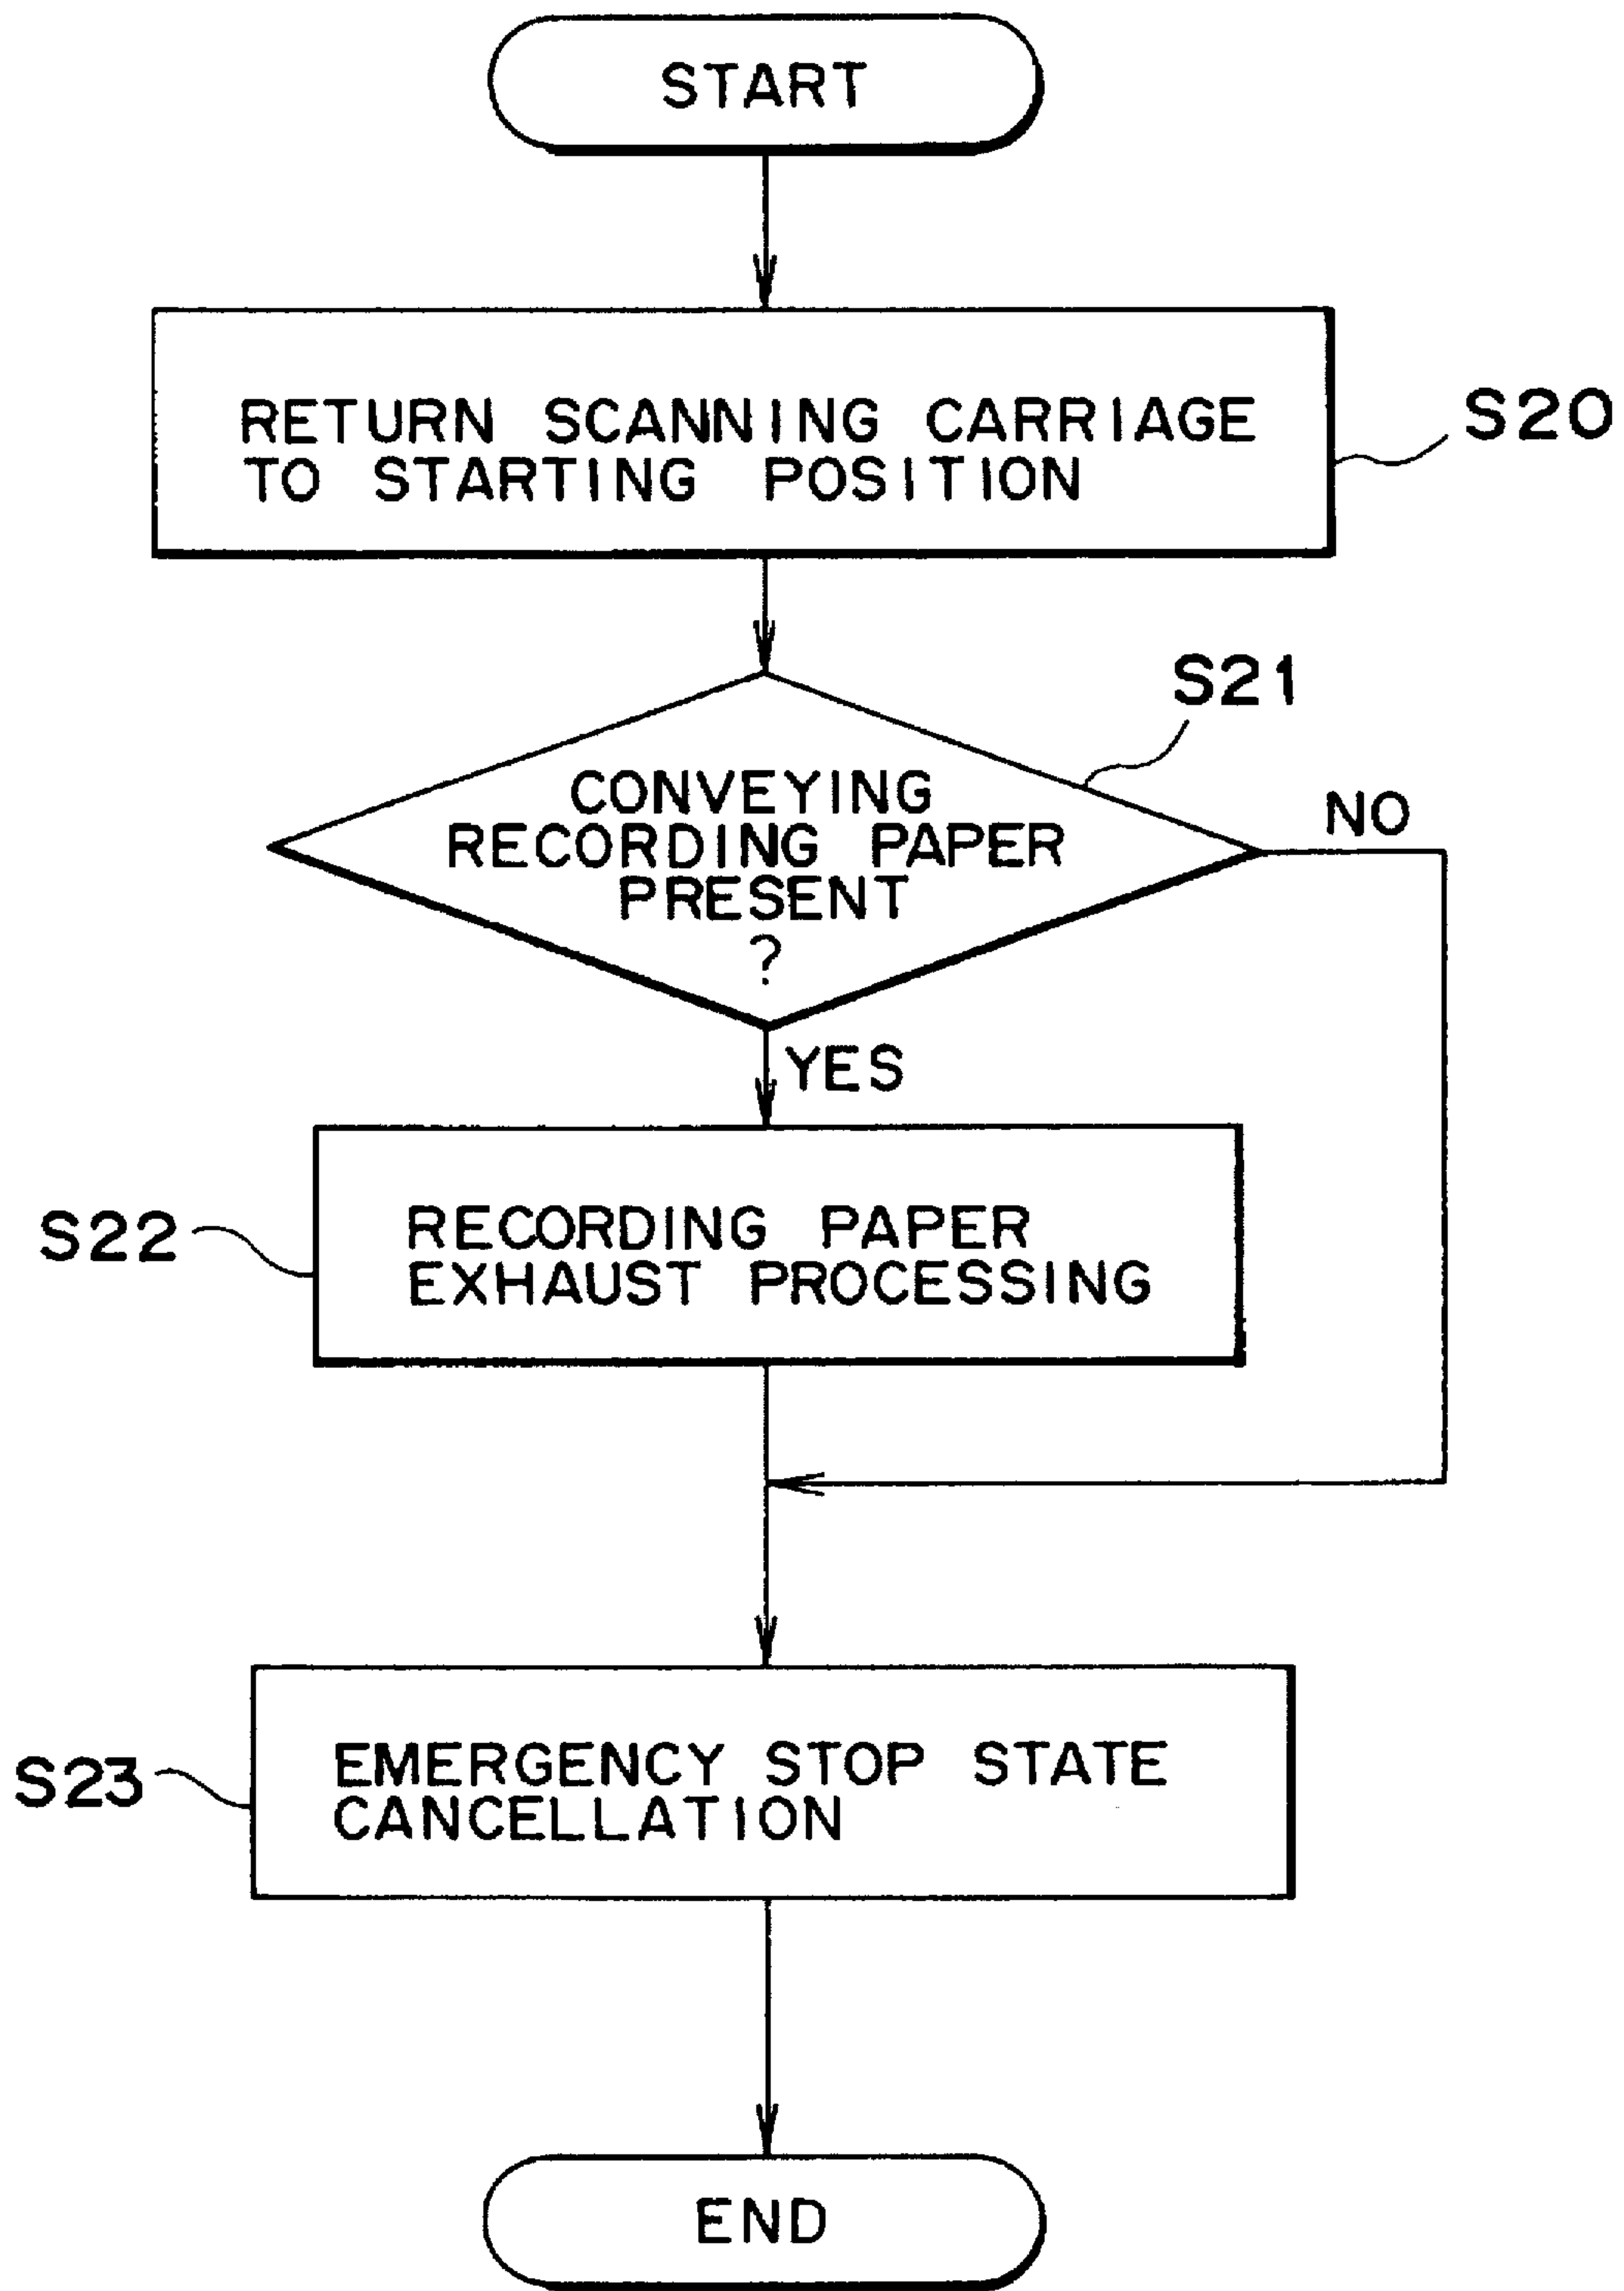 START
RETURN SCANNING CARRIAGE
TO STARTING POSITION
S20
S21
CONVEYING
RECORDING PAPER
PRESENT
?
NO
YES
S22
RECORDING PAPER
EXHAUST PROCESSING
S23
EMERGENCY STOP STATE
CANCELLATION
END